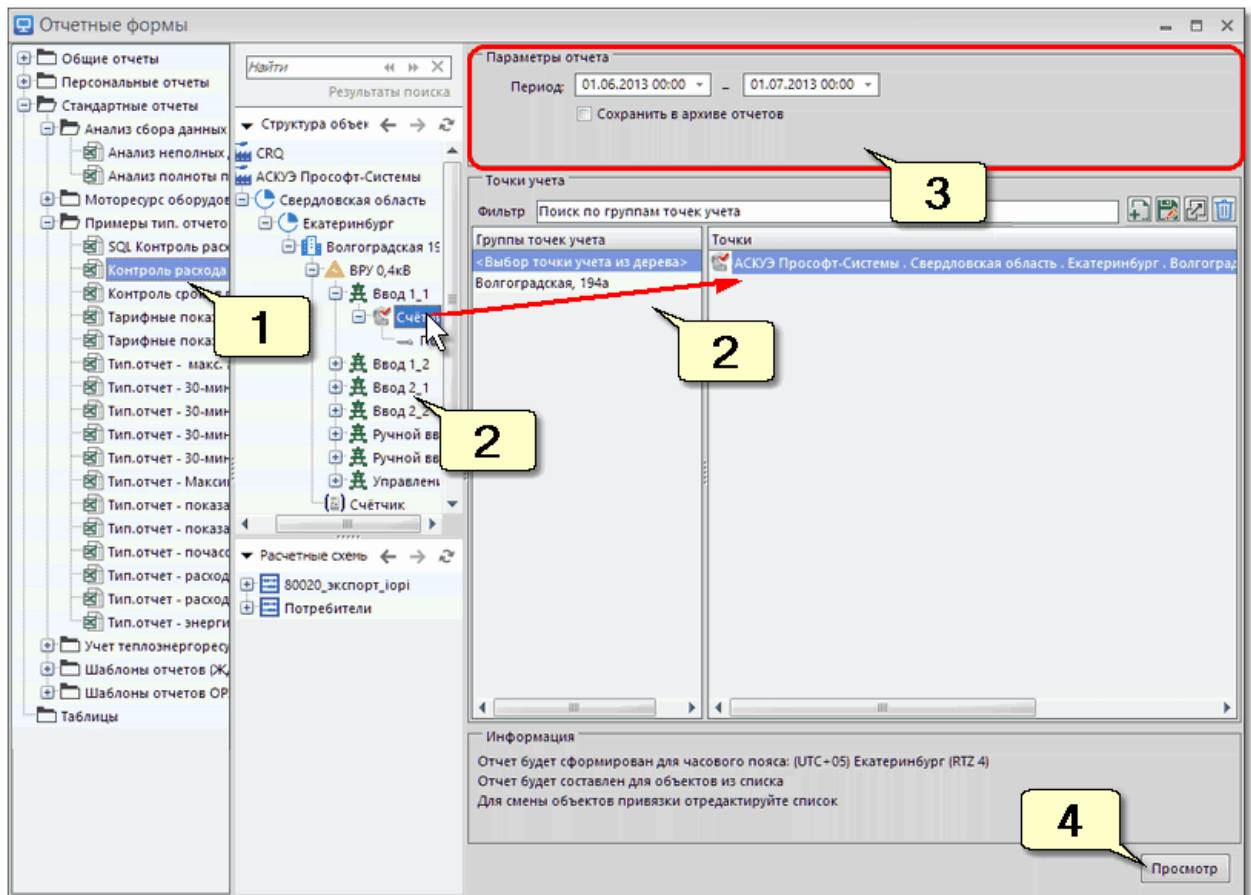 Отчетные формы
Общие отчеты
Персональные отчеты
Стандартные отчеты
Анализ сбора данных
Анализ неполных
Анализ полноты п
Моторесурс оборудов
Примеры тип. отчето
SQL Контроль расх
Контроль расхода
Контроль сро
Тарифные пока
Тарифные пока
Тип.отчет - макс.
Тип.отчет - 30-мин
Тип.отчет - 30-мин
Тип.отчет - 30-мин
Тип.отчет - 30-мин
Тип.отчет - Макси
Тип.отчет - показа
Тип.отчет - показа
Тип.отчет - почасо
Тип.отчет - расход
Тип.отчет - расход
Тип.отчет - энерги
Учет теплоэнергоресу
Шаблоны отчетов (Ж
Шаблоны отчетов ОР
Таблицы
1
Найти
Результаты поиска
Структура объек
CRQ
АСКУЭ Прософт-Системы
Свердловская область
Екатеринбург
Волгоградская 19
ВРУ 0,4кВ
Ввод 1_1
Счёт
Ввод 1_2
Ввод 2_1
Ввод 2_2
Ручной вв
Ручной вв
Управлени
Счётчик
2
Расчетные схемы
80020_экспорт_iopi
Потребители
Параметры отчета
Период: 01.06.2013 00:00 – 01.07.2013 00:00
Сохранить в архиве отчетов
3
Точки учета
Фильтр Поиск по группам точек учета
Группы точек учета
<Выбор точки учета из дерева>
Волгоградская, 194а
Точки
АСКУЭ Прософт-Системы . Свердловская область . Екатеринбург . Волгоград
2
Информация
Отчет будет сформирован для часового пояса: (UTC+05) Екатеринбург (RTZ 4)
Отчет будет составлен для объектов из списка
Для смены объектов привязки отредактируйте список
4
Просмотр